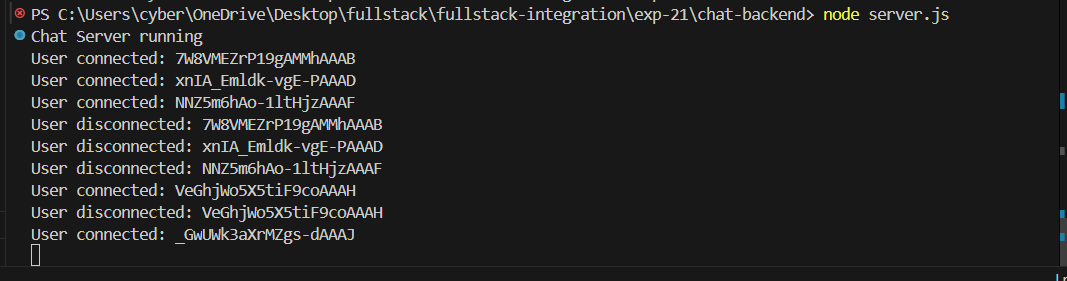 PS C:\Users\cyber\OneDrive\Desktop\fullstack\fullstack-integration\exp-21\chat-backend> node server.js
Chat Server running
User connected: 7W8VMEZrP19gAMMhAAAB
User connected: xnIA_Emldk-vgE-PAAAD
User connected: NNZ5m6hAo-1ltHjzAAAF
User disconnected: 7W8VMEZrP19gAMMhAAAB
User disconnected: xnIA_Emldk-vgE-PAAAD
User disconnected: NNZ5m6hAo-1ltHjzAAAF
User connected: VeGhjWo5X5tiF9coAAAH
User disconnected: VeGhjWo5X5tiF9coAAAH
User connected: _GwUWk3aXrMZgs-dAAAJ